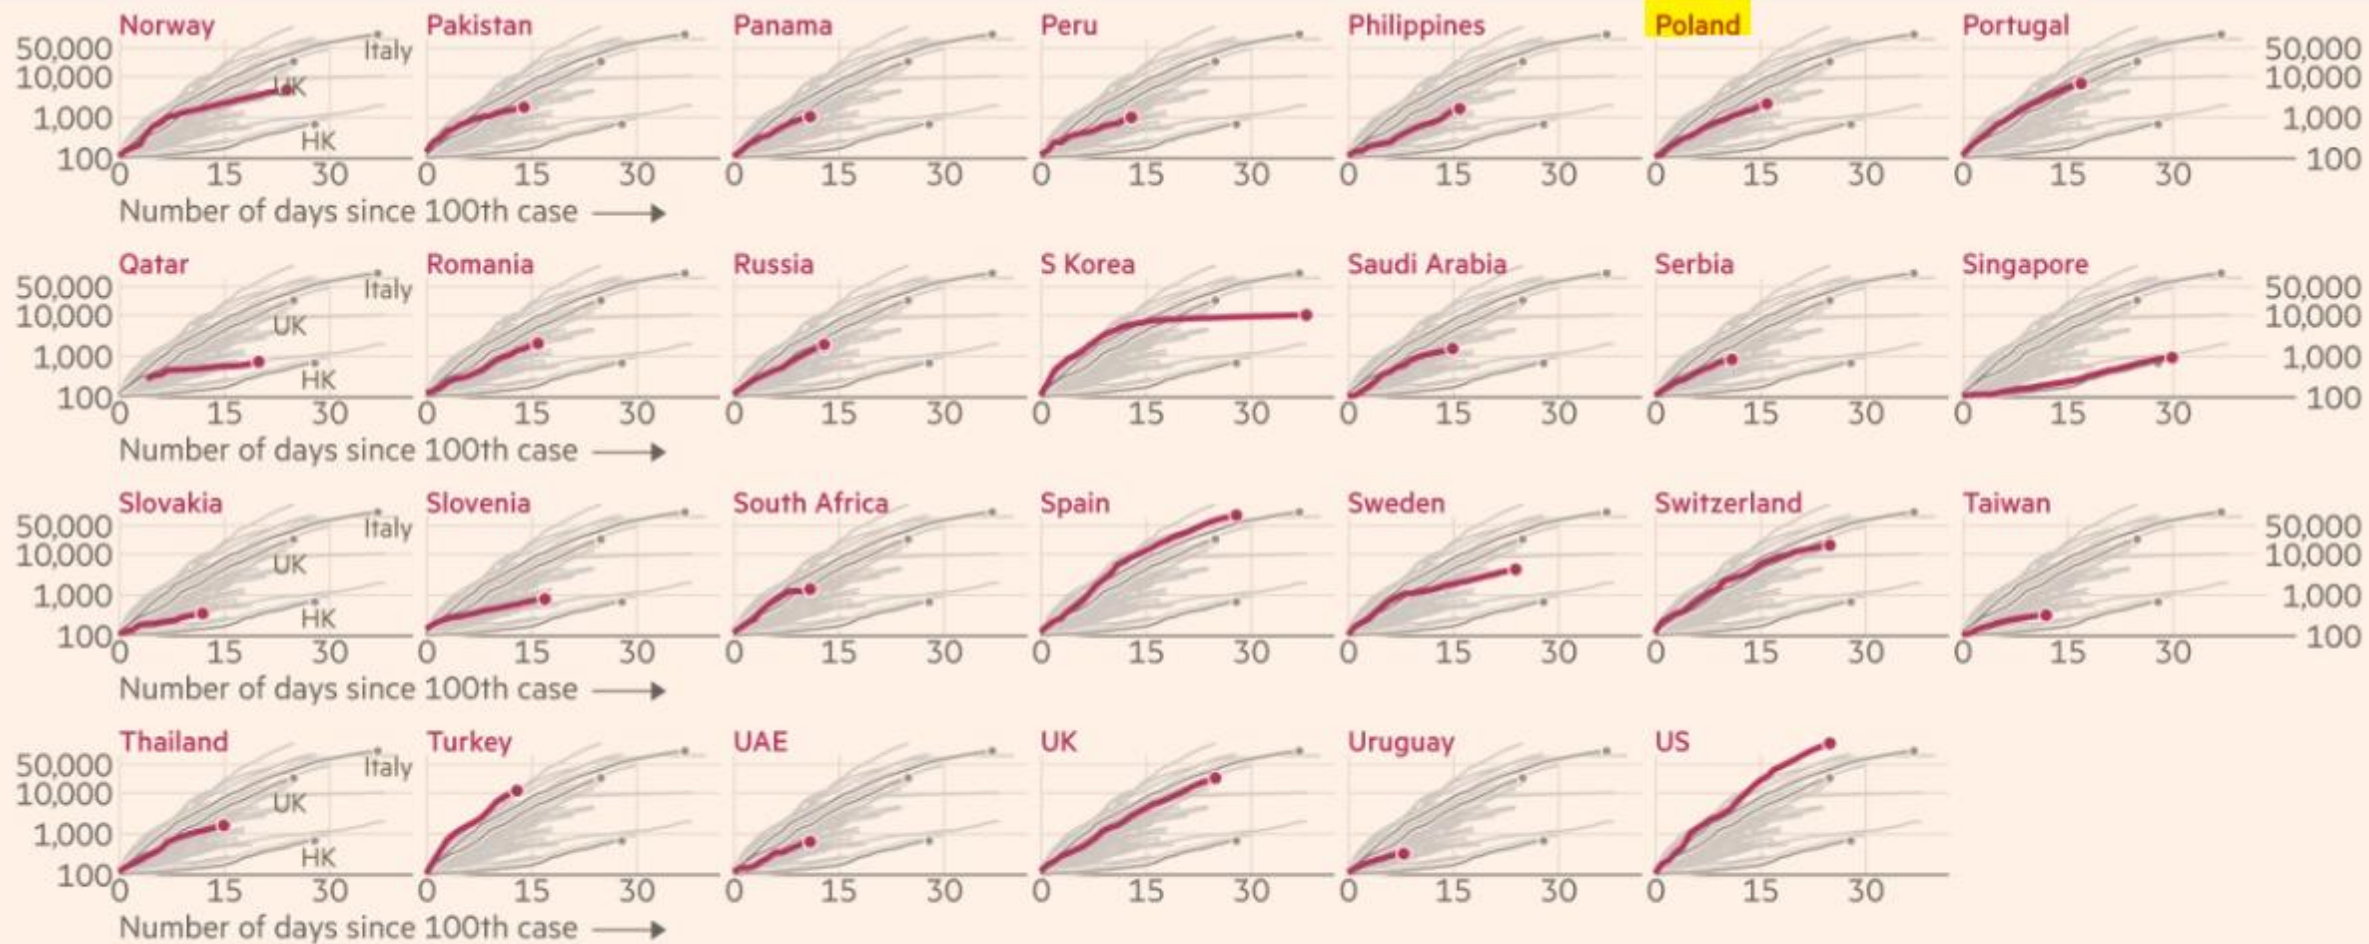 Norway Pakistan Panama Peru Philippines Poland Portugal
50,000 Italy 50,000
10,000 UK 10,000
1,000 1,000
100 HK 100
0 15 30 0 15 30 0 15 30 0 15 30 0 15 30 0 15 30 0 15 30
Number of days since 100th case
Qatar Romania Russia S Korea Saudi Arabia Serbia Singapore
50,000 Italy 50,000
10,000 UK 10,000
1,000 1,000
100 HK 100
0 15 30 0 15 30 0 15 30 0 15 30 0 15 30 0 15 30 0 15 30
Number of days since 100th case
Slovakia Slovenia South Africa Spain Sweden Switzerland Taiwan
50,000 Italy 50,000
10,000 UK 10,000
1,000 1,000
100 HK 100
0 15 30 0 15 30 0 15 30 0 15 30 0 15 30 0 15 30 0 15 30
Number of days since 100th case
Thailand Turkey UAE UK Uruguay US
50,000 Italy
10,000 UK
1,000
100 HK
0 15 30 0 15 30 0 15 30 0 15 30 0 15 30 0 15 30
Number of days since 100th case